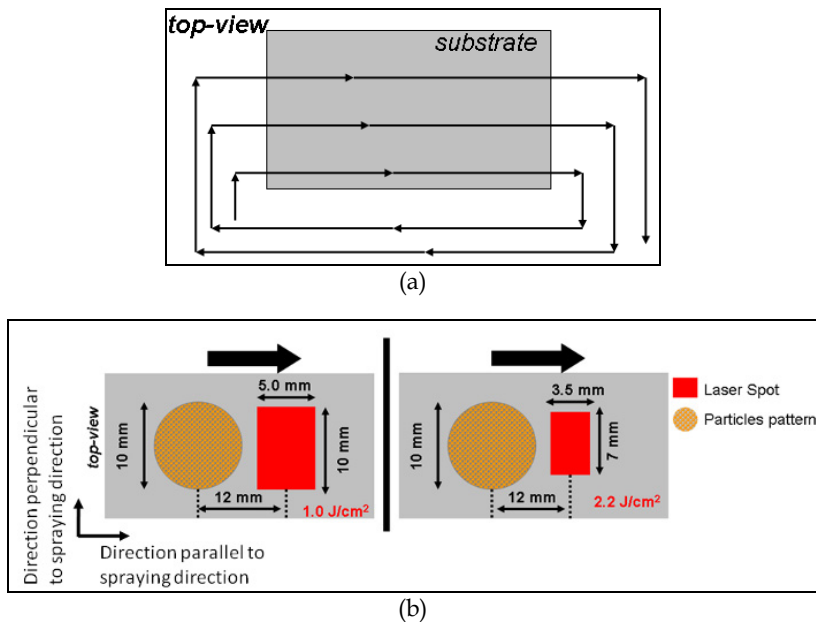 top-view
substrate
(a)
5.0 mm
3.5 mm
Laser Spot
Particles pattern
top-view
10 mm
10 mm
12 mm
1.0 J/cm²
10 mm
7 mm
12 mm
2.2 J/cm²
Direction perpendicular
to spraying direction
Direction parallel to
spraying direction
(b)